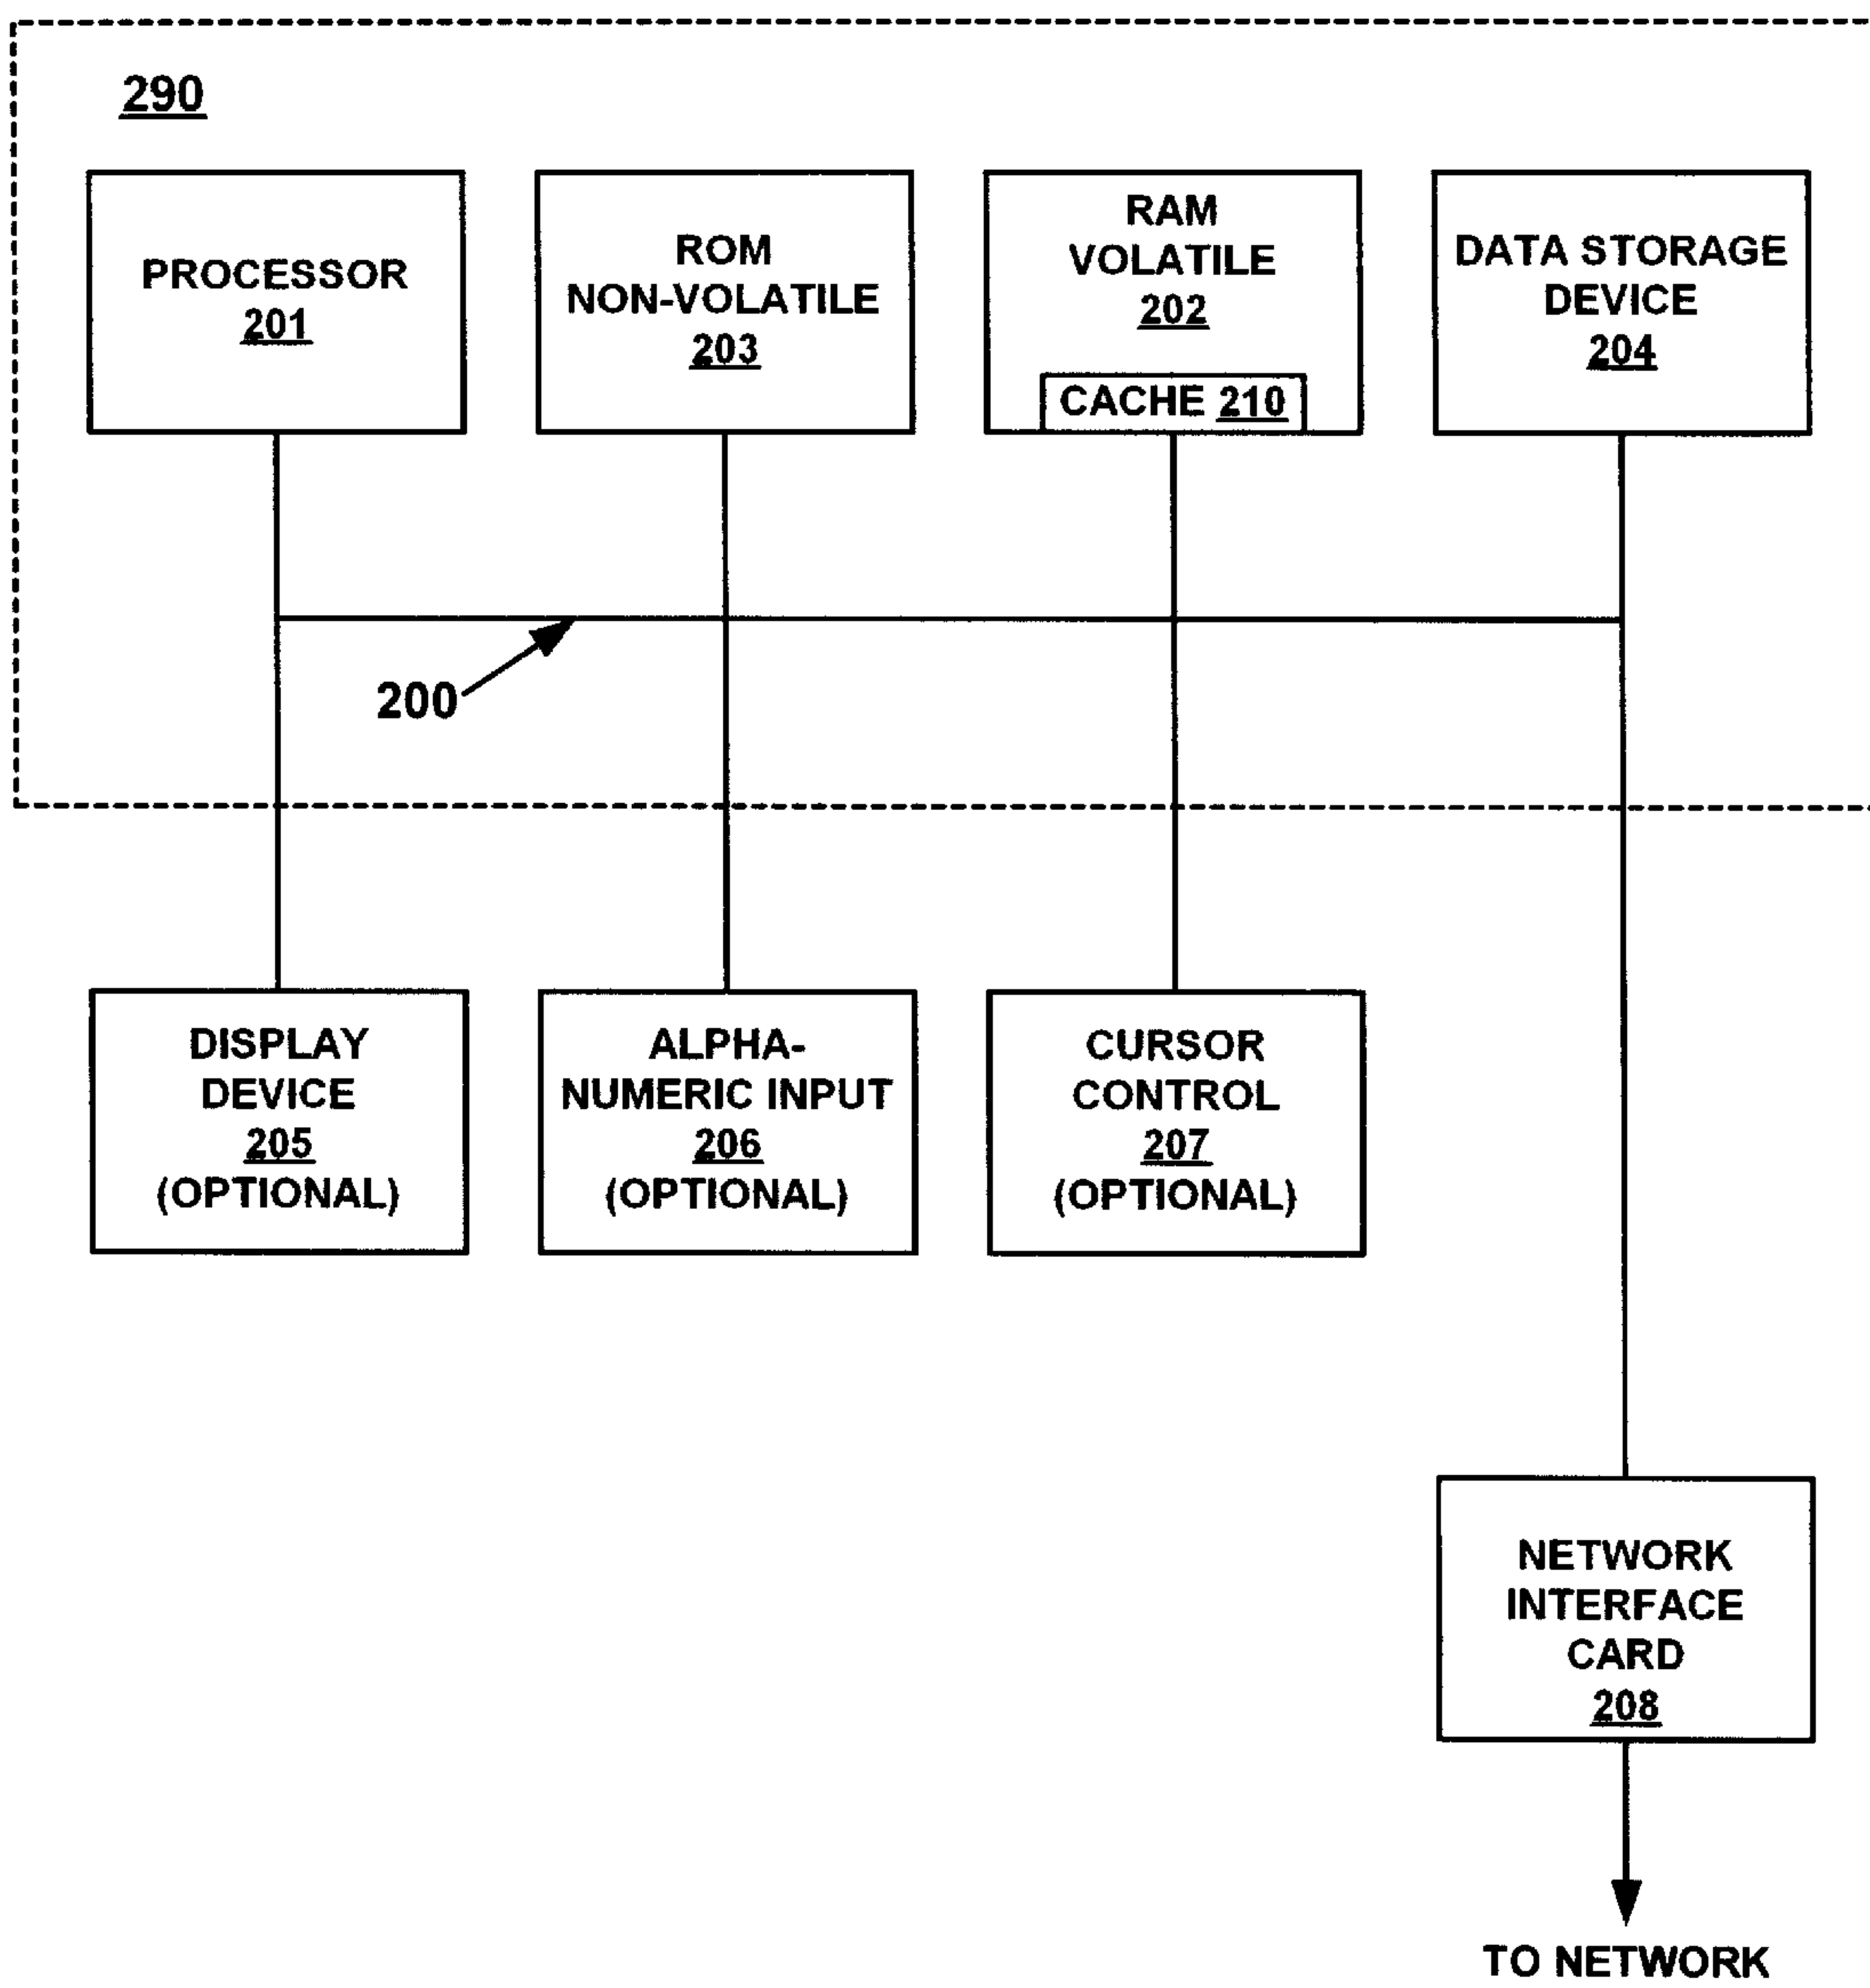 290
PROCESSOR
201
ROM
NON-VOLATILE
203
RAM
VOLATILE
202
CACHE 210
DATA STORAGE
DEVICE
204
200
DISPLAY
DEVICE
205
(OPTIONAL)
ALPHA-
NUMERIC INPUT
206
(OPTIONAL)
CURSOR
CONTROL
207
(OPTIONAL)
NETWORK
INTERFACE
CARD
208
TO NETWORK